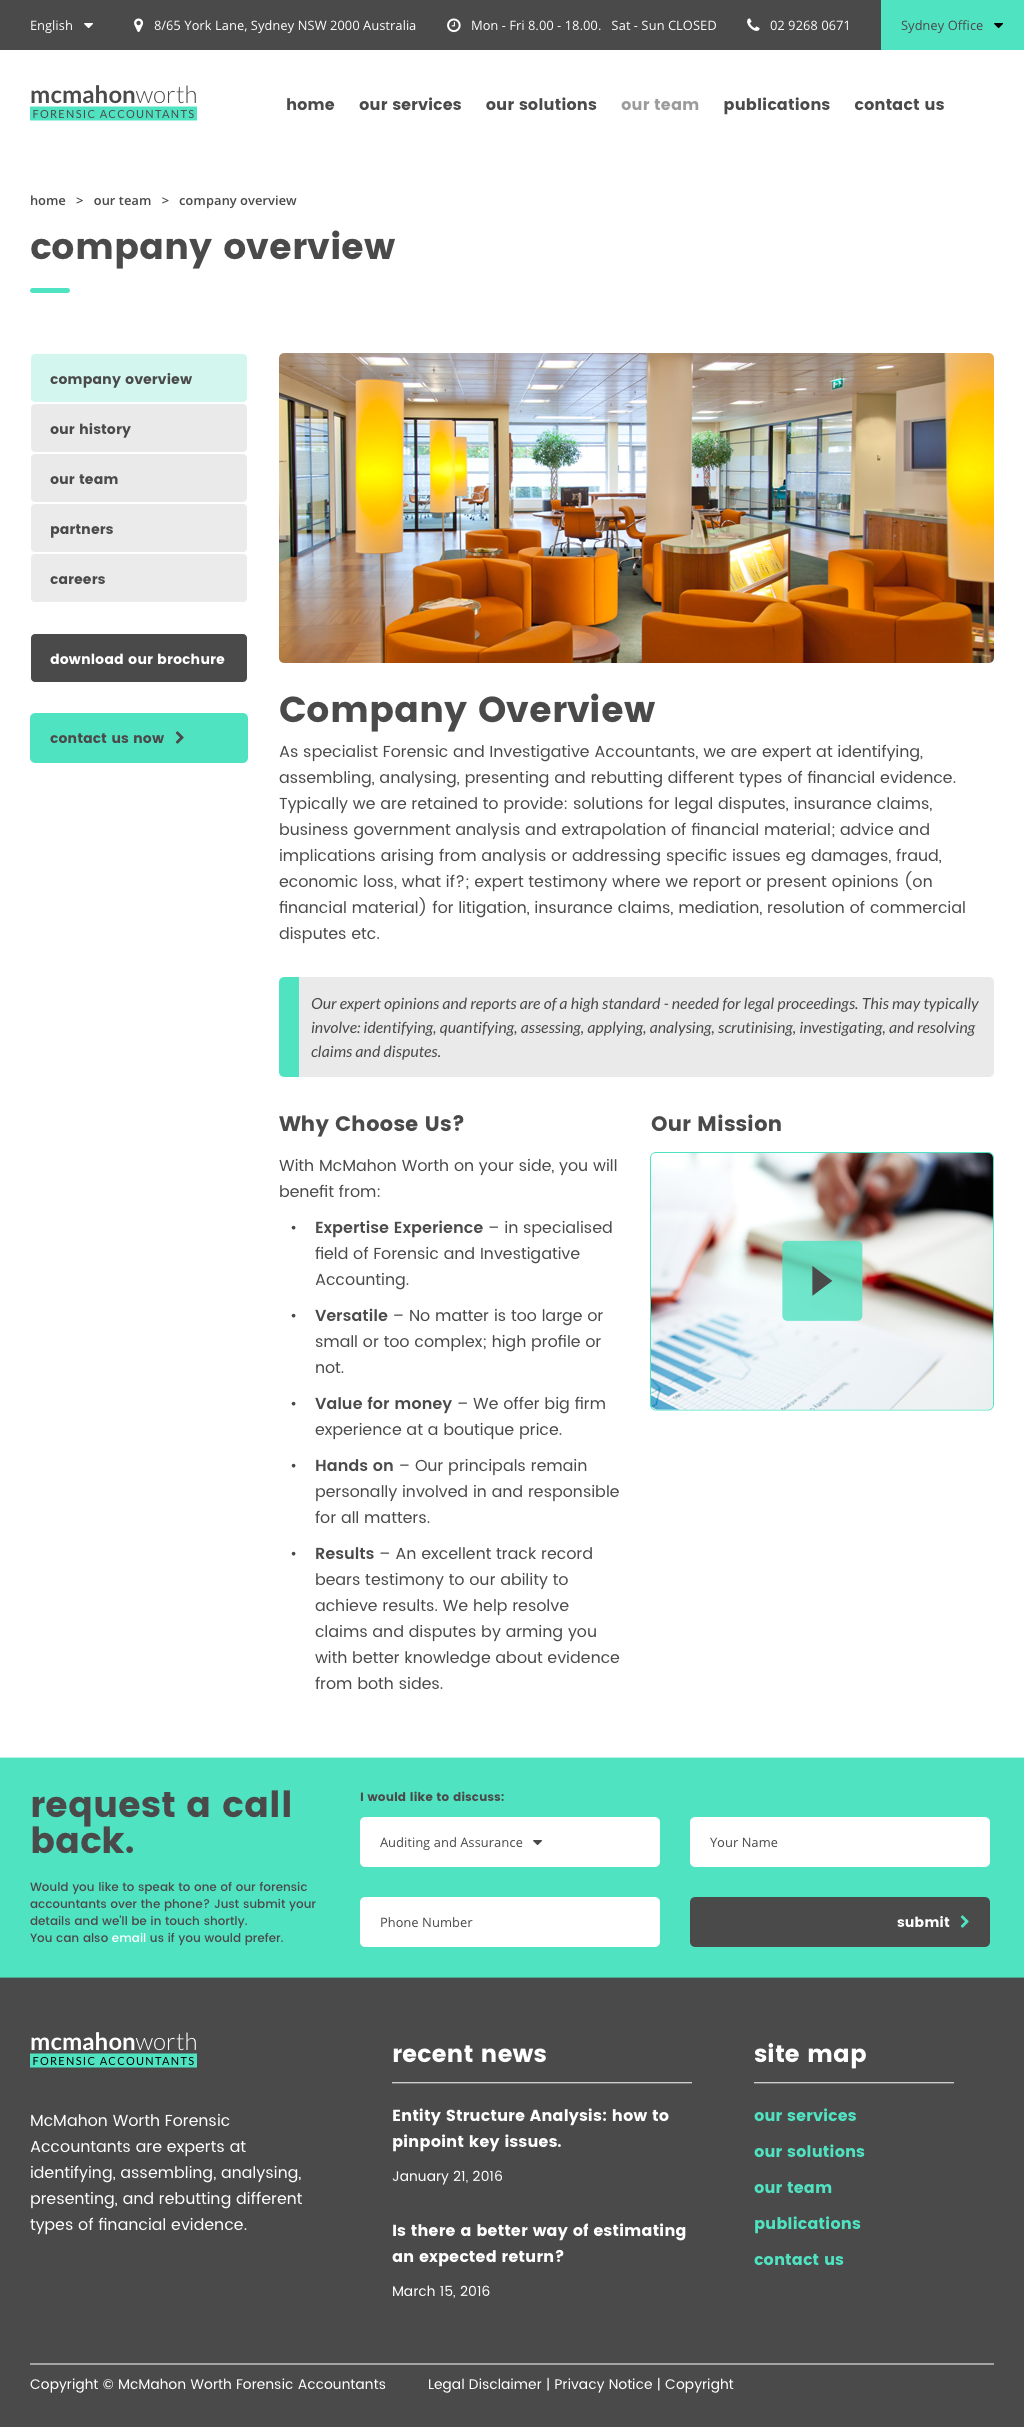 English
8/65 York Lane, Sydney NSW 2000 Australia
Mon - Fri 8.00 - 18.00. Sat - Sun CLOSED
02 9268 0671
Sydney Office
mcmahonworth
FORENSIC ACCOUNTANTS
home our services our solutions our team publications contact us
home > our team > company overview
company overview
company overview
our history
our team
partners
careers
download our brochure
contact us now
Company Overview
As specialist Forensic and Investigative Accountants, we are expert at identifying,
assembling, analysing, presenting and rebutting different types of financial evidence.
Typically we are retained to provide: solutions for legal disputes, insurance claims,
business government analysis and extrapolation of financial material; advice and
implications arising from analysis or addressing specific issues eg damages, fraud,
economic loss, what if?; expert testimony where we report or present opinions (on
financial material) for litigation, insurance claims, mediation, resolution of commercial
disputes etc.
Our expert opinions and reports are of a high standard - needed for legal proceedings. This may typically
involve: identifying, quantifying, assessing, applying, analysing, scrutinising, investigating, and resolving
claims and disputes.
Why Choose Us?
With McMahon Worth on your side, you will
benefit from:
• Expertise Experience – in specialised
field of Forensic and Investigative
Accounting.
• Versatile – No matter is too large or
small or too complex; high profile or
not.
• Value for money – We offer big firm
experience at a boutique price.
• Hands on – Our principals remain
personally involved in and responsible
for all matters.
• Results – An excellent track record
bears testimony to our ability to
achieve results. We help resolve
claims and disputes by arming you
with better knowledge about evidence
from both sides.
Our Mission
request a call
back.
Would you like to speak to one of our forensic
accountants over the phone? Just submit your
details and we'll be in touch shortly.
You can also email us if you would prefer.
I would like to discuss:
Auditing and Assurance
Your Name
Phone Number
submit
mcmahonworth
FORENSIC ACCOUNTANTS
McMahon Worth Forensic
Accountants are experts at
identifying, assembling, analysing,
presenting, and rebutting different
types of financial evidence.
recent news
Entity Structure Analysis: how to
pinpoint key issues.
January 21, 2016
Is there a better way of estimating
an expected return?
March 15, 2016
site map
our services
our solutions
our team
publications
contact us
Copyright © McMahon Worth Forensic Accountants
Legal Disclaimer | Privacy Notice | Copyright